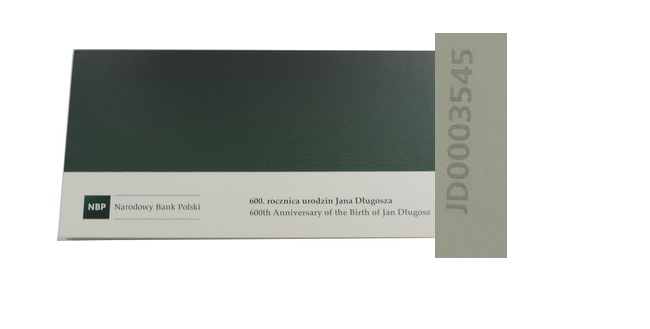 NBP
Narodowy Bank Polski
600. rocznica urodzin Jana Długosza
600th Anniversary of the Birth of Jan Długosz
JD0003545